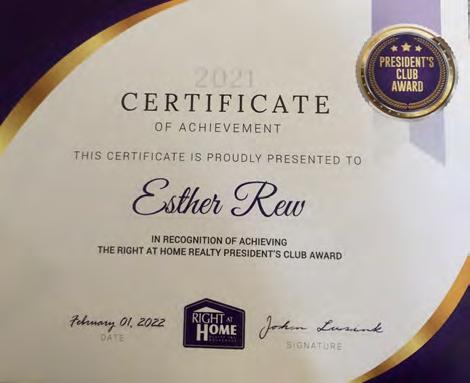 2021
CERTIFICATE
OF ACHIEVEMENT
PRESIDENT'S
CLUB
AWARD
THIS CERTIFICATE IS PROUDLY PRESENTED TO
Esther Rew
IN RECOGNITION OF ACHIEVING
THE RIGHT AT HOME REALTY PRESIDENT'S CLUB AWARD
February 01, 2022
DATE
RIGHT AT
HOME
John Lusink
SIGNATURE